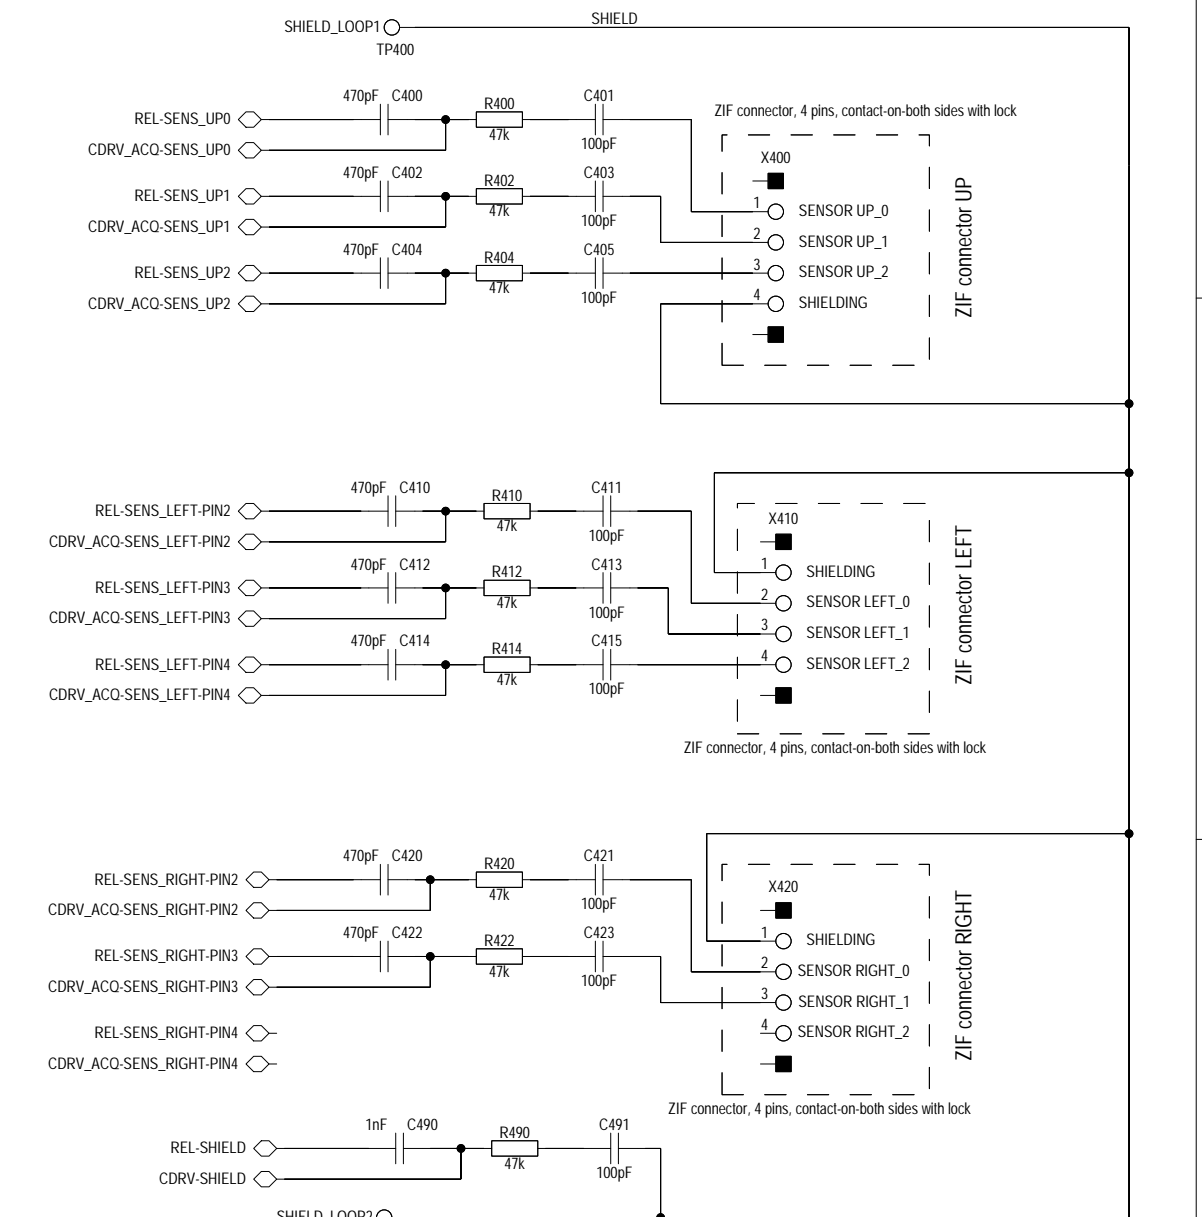 SHIELD_LOOP1
SHIELD
TP400
470pF C400
R400
C401
REL-SENS_UP0
47k
100pF
CDRV_ACQ-SENS_UP0
470pF C402
R402
C403
REL-SENS_UP1
47k
100pF
CDRV_ACQ-SENS_UP1
470pF C404
R404
C405
REL-SENS_UP2
47k
100pF
CDRV_ACQ-SENS_UP2
ZIF connector, 4 pins, contact-on-both sides with lock
X400
1 SENSOR UP_0
2 SENSOR UP_1
3 SENSOR UP_2
4 SHIELDING
ZIF connector UP
470pF C410
R410
C411
REL-SENS_LEFT-PIN2
47k
100pF
CDRV_ACQ-SENS_LEFT-PIN2
470pF C412
R412
C413
REL-SENS_LEFT-PIN3
47k
100pF
CDRV_ACQ-SENS_LEFT-PIN3
470pF C414
R414
C415
REL-SENS_LEFT-PIN4
47k
100pF
CDRV_ACQ-SENS_LEFT-PIN4
X410
1 SHIELDING
2 SENSOR LEFT_0
3 SENSOR LEFT_1
4 SENSOR LEFT_2
ZIF connector LEFT
ZIF connector, 4 pins, contact-on-both sides with lock
470pF C420
R420
C421
REL-SENS_RIGHT-PIN2
47k
100pF
CDRV_ACQ-SENS_RIGHT-PIN2
470pF C422
R422
C423
REL-SENS_RIGHT-PIN3
47k
100pF
CDRV_ACQ-SENS_RIGHT-PIN3
REL-SENS_RIGHT-PIN4
CDRV_ACQ-SENS_RIGHT-PIN4
X420
1 SHIELDING
2 SENSOR RIGHT_0
3 SENSOR RIGHT_1
4 SENSOR RIGHT_2
ZIF connector RIGHT
ZIF connector, 4 pins, contact-on-both sides with lock
1nF C490
R490
C491
REL-SHIELD
47k
100pF
CDRV-SHIELD
SHIELD_LOOP2